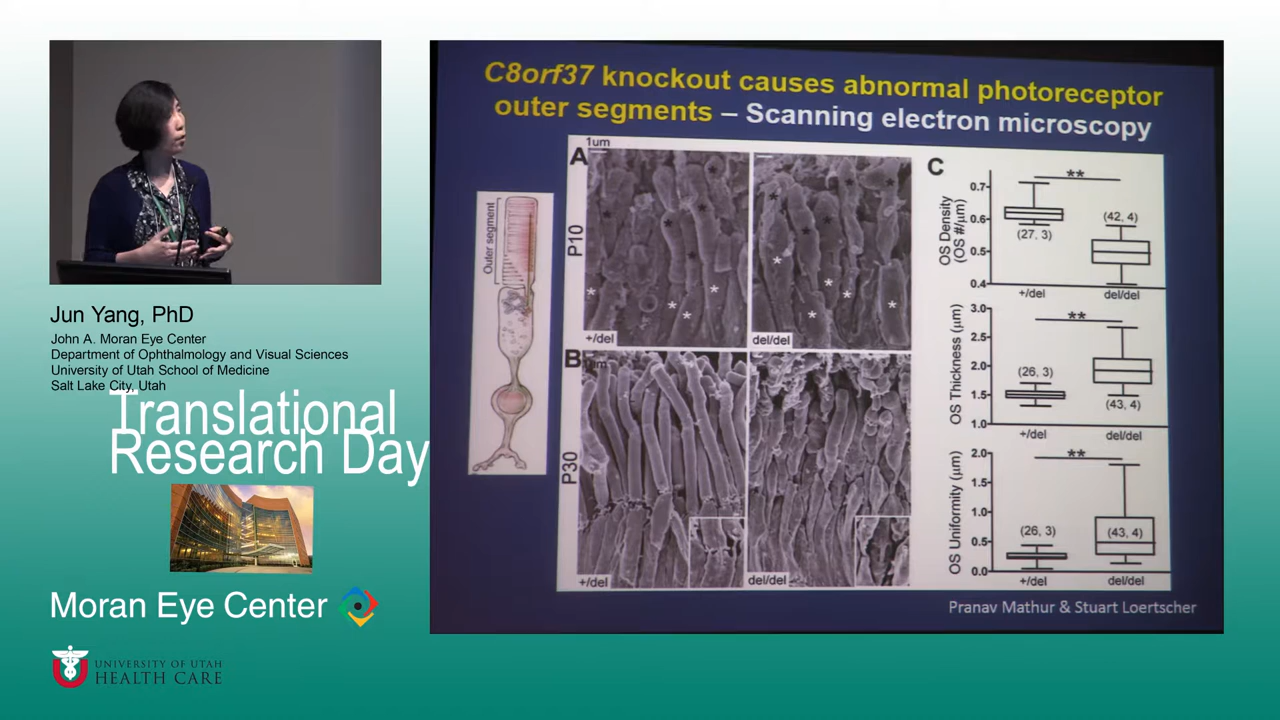 Jun Yang, PhD
John A. Moran Eye Center
Department of Ophthalmology and Visual Sciences
University of Utah School of Medicine
Salt Lake City, Utah
Translational
Research Day
Moran Eye Center
UNIVERSITY OF UTAH
HEALTH CARE
C8orf37 knockout causes abnormal photoreceptor
outer segments – Scanning electron microscopy
Outer segment
A
1um
P10
+/del
del/del
B
P30
+/del
del/del
C
OS Density
(OS #/µm)
0.7
0.6
0.5
0.4
**
(27, 3)
(42, 4)
+/del
del/del
OS Thickness (µm)
3.0
2.5
2.0
1.5
1.0
**
(26, 3)
(43, 4)
+/del
del/del
OS Uniformity (µm)
2.0
1.5
1.0
0.5
0.0
**
(26, 3)
(43, 4)
+/del
del/del
Pranav Mathur & Stuart Loertscher